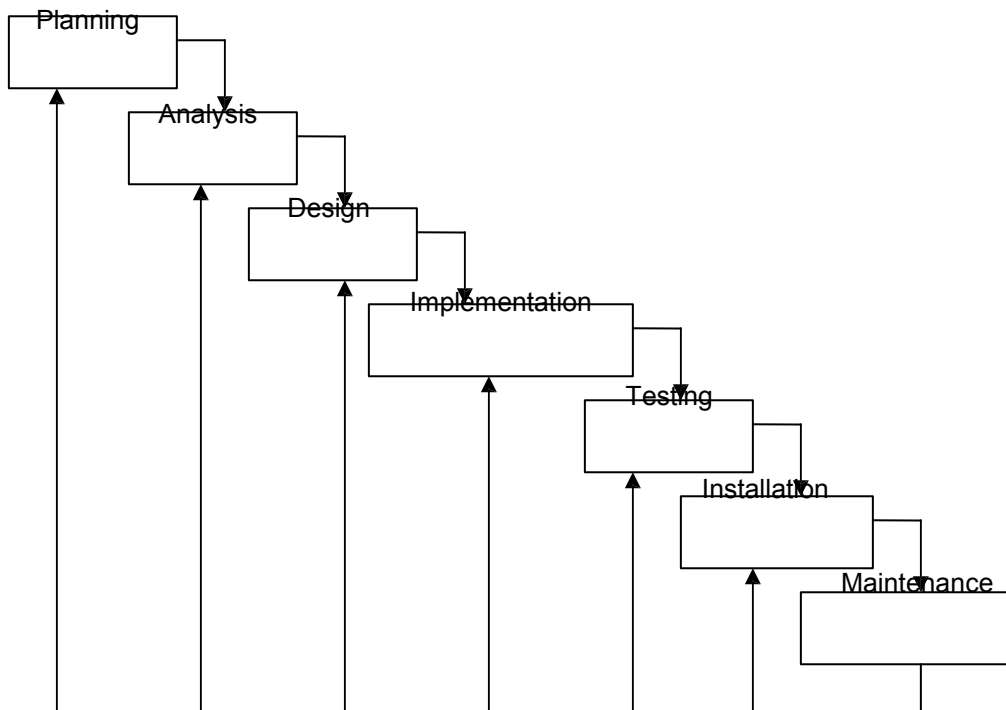 Planning
Analysis
Design
Implementation
Testing
Installation
Maintenance